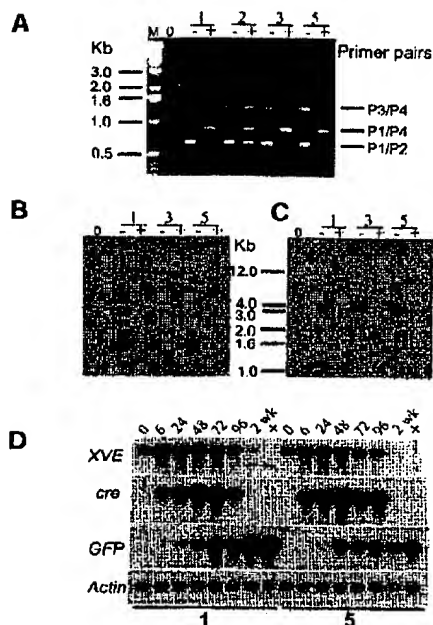 A
1 2 3 5
Kb M 0 - + - + - + - + Primer pairs
3.0
2.0
1.6
1.0
0.5
P3/P4
P1/P4
P1/P2
B
1 3 5
0 - + - + - +
Kb
12.0
4.0
3.0
2.0
1.6
1.0
C
1 3 5
0 - + - + - +
D
0 6 24 48 72 96 2 wk + 0 6 24 48 72 96 2 wk +
XVE
cre
GFP
Actin
1 5